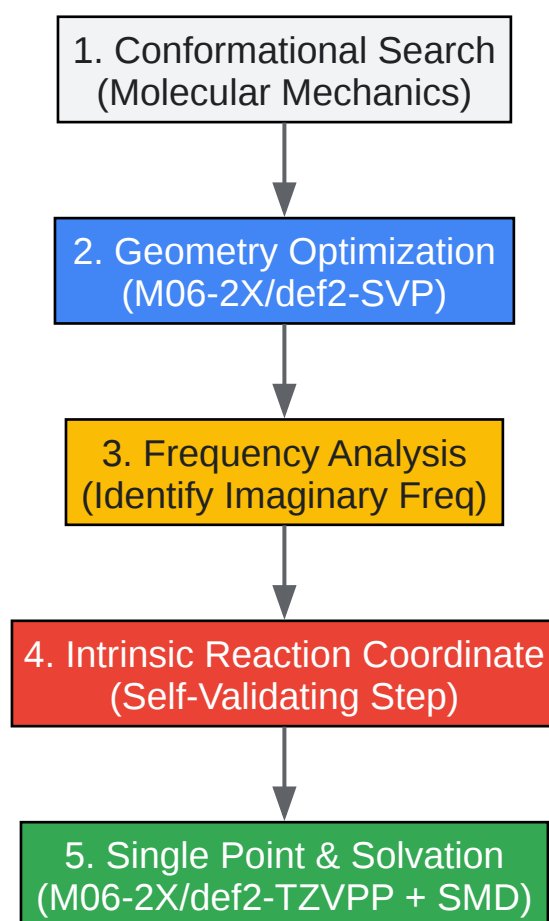 1. Conformational Search
(Molecular Mechanics)
2. Geometry Optimization
(M06-2X/def2-SVP)
3. Frequency Analysis
(Identify Imaginary Freq)
4. Intrinsic Reaction Coordinate
(Self-Validating Step)
5. Single Point & Solvation
(M06-2X/def2-TZVPP + SMD)